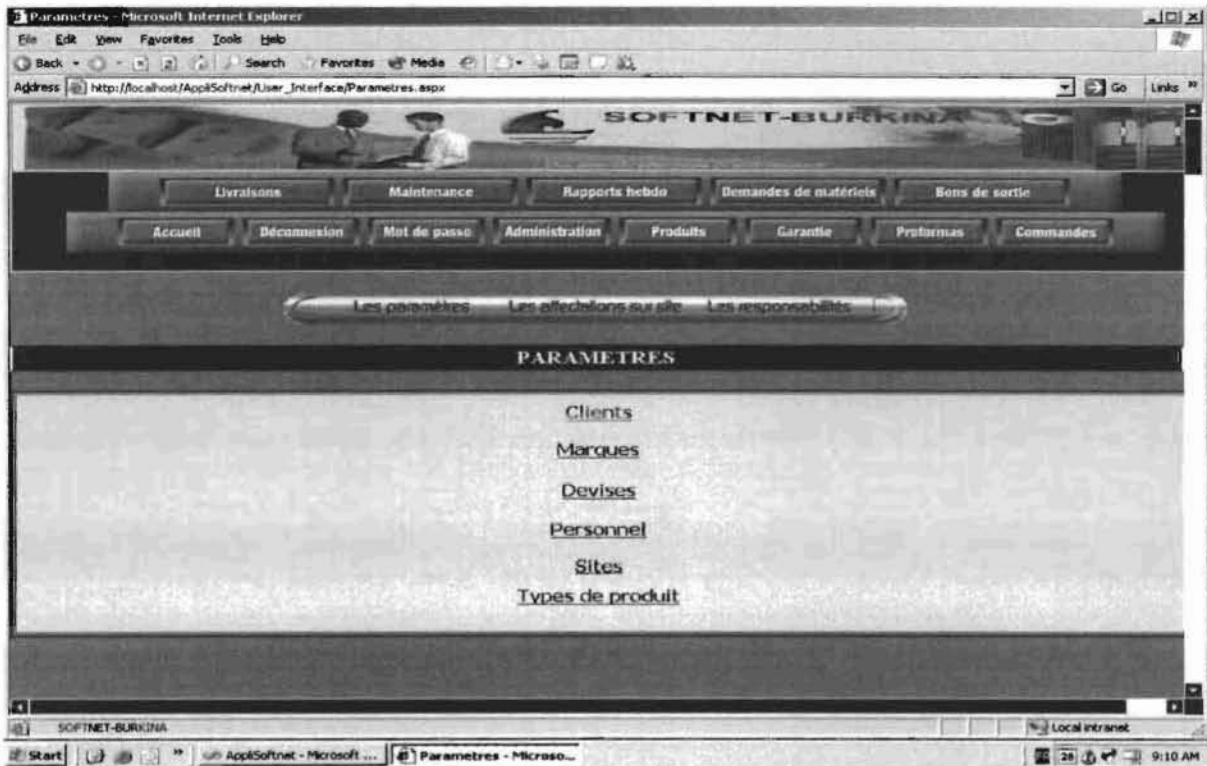 Parametres - Microsoft Internet Explorer
File Edit View Favorites Tools Help
Back Search Favorites Media
Address http://localhost/AppliSoftnet/User_Interface/Parametres.aspx Go Links »
SOFTNET-BURKINA
Livraisons Maintenance Rapports hebdo Demandes de matériels Bons de sortie
Accueil Déconnexion Mot de passe Administration Produits Garantie Proformas Commandes
Les paramètres Les affectations sur site Les responsabilités
PARAMETRES
Clients
Marques
Devises
Personnel
Sites
Types de produit
SOFTNET-BURKINA Local intranet
Start » AppliSoftnet - Microsoft ... Parametres - Microso... 26 9:10 AM